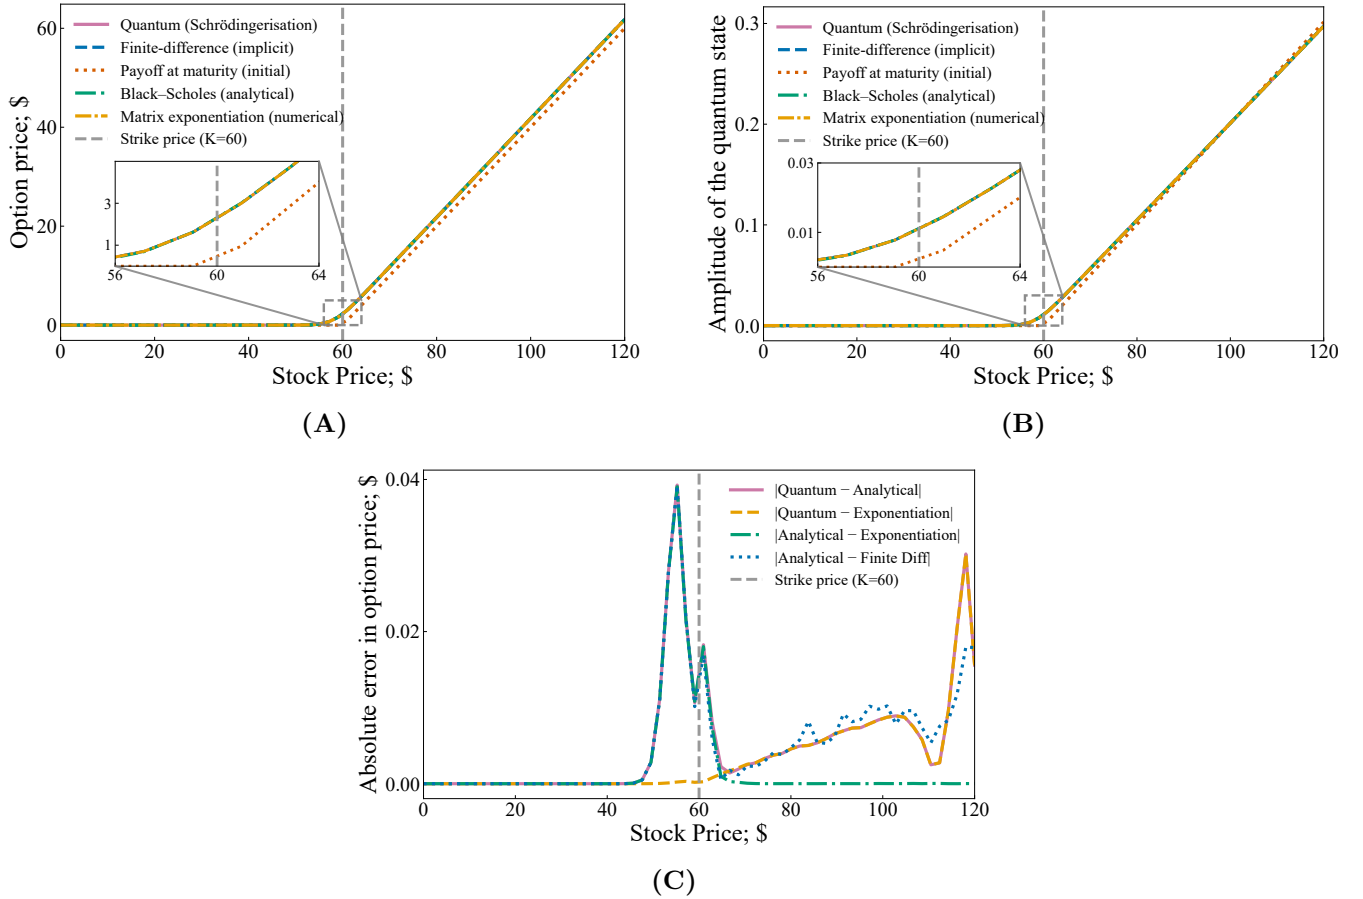 Quantum (Schrödingerisation)
Finite-difference (implicit)
Payoff at maturity (initial)
Black–Scholes (analytical)
Matrix exponentiation (numerical)
Strike price (K=60)
Option price; $
60
40
20
0
3
1
56
60
64
0
20
40
60
80
100
120
Stock Price; $
(A)
Quantum (Schrödingerisation)
Finite-difference (implicit)
Payoff at maturity (initial)
Black–Scholes (analytical)
Matrix exponentiation (numerical)
Strike price (K=60)
Amplitude of the quantum state
0.3
0.2
0.1
0.0
0.03
0.01
56
60
64
0
20
40
60
80
100
120
Stock Price; $
(B)
|Quantum − Analytical|
|Quantum − Exponentiation|
|Analytical − Exponentiation|
|Analytical − Finite Diff|
Strike price (K=60)
Absolute error in option price; $
0.04
0.02
0.00
0
20
40
60
80
100
120
Stock Price; $
(C)